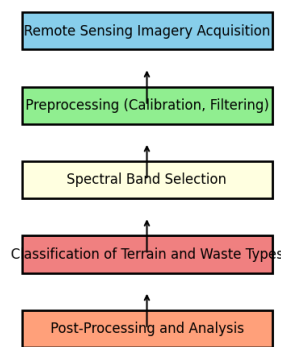 Remote Sensing Imagery Acquisition
Preprocessing (Calibration, Filtering)
Spectral Band Selection
Classification of Terrain and Waste Types
Post-Processing and Analysis